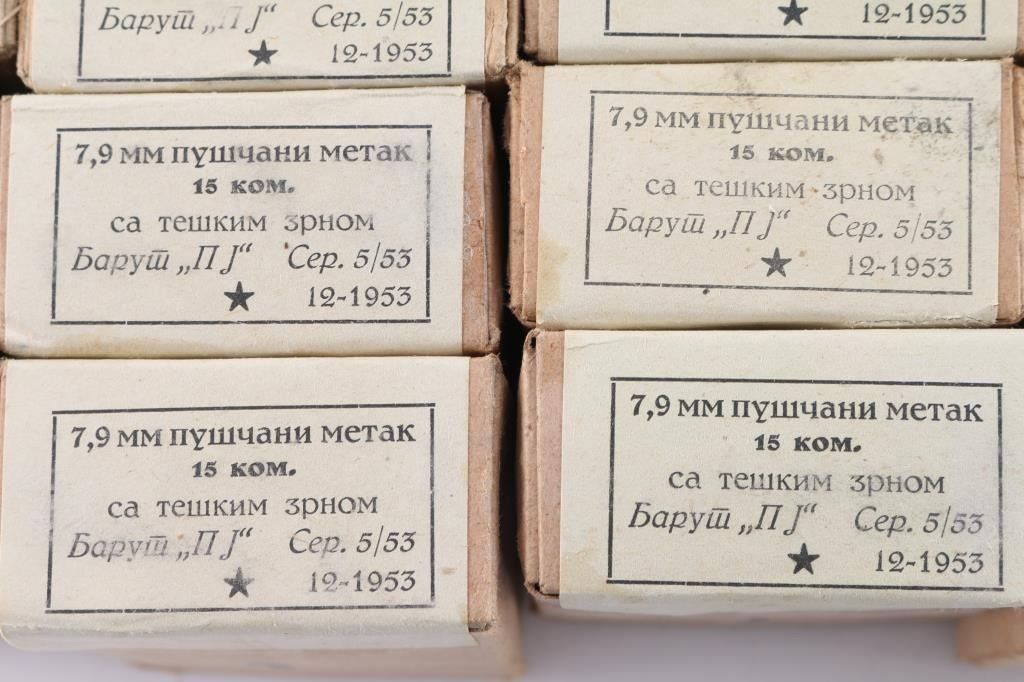 Барут „П Ј“ Сер. 5/53
★ 12-1953
★ 12-1953
7,9 мм пушчани метак
15 ком.
са тешким зрном
Барут „П Ј“ Сер. 5/53
★ 12-1953
7,9 мм пушчани метак
15 ком.
са тешким зрном
Барут „П Ј“ Сер. 5/53
★ 12-1953
7,9 мм пушчани метак
15 ком.
са тешким зрном
Барут „П Ј“ Сер. 5/53
★ 12-1953
7,9 мм пушчани метак
15 ком.
са тешким зрном
Барут „П Ј“ Сер. 5/53
★ 12-1953